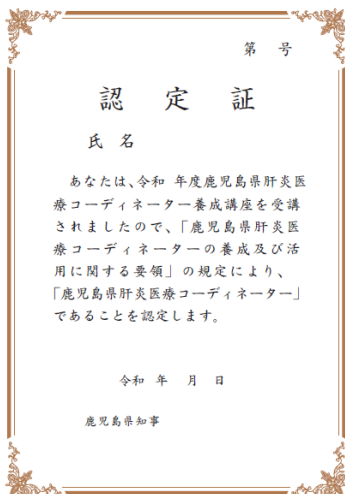 第　号
認　定　証
氏　名
あなたは、令和　年度鹿児島県肝炎医
療コーディネーター養成講座を受講
されましたので、「鹿児島県肝炎医
療コーディネーターの養成及び活
用に関する要領」の規定により、
「鹿児島県肝炎医療コーディネーター」
であることを認定します。
令和　年　月　日
鹿児島県知事